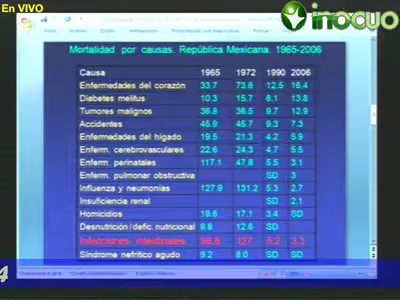 En VIVO
inocuo
Mortalidad por causas. República Mexicana. 1965-2006
Causa 1965 1972 1990 2006
Enfermedades del corazón 33.7 73.8 12.5 16.4
Diabetes melitus 10.3 15.7 6.1 13.8
Tumores malignos 36.8 36.5 9.7 12.9
Accidentes 45.9 45.7 9.3 7.3
Enfermedades del hígado 19.5 21.3 4.2 5.9
Enferm. cerebrovasculares 22.6 24.3 4.7 5.5
Enferm. perinatales 117.1 47.8 5.5 3.1
Enferm. pulmonar obstructiva SD 3
Influenza y neumonías 127.9 131.2 5.3 2.7
Insuficiencia renal SD 2.1
Homicidios 19.6 17.1 3.4 SD
Desnutrición / defic. nutricional 9.8 12.6 SD
Infecciones intestinales 96.8 127 5.2 3.3
Síndrome nefrítico agudo 9.2 8.0 SD SD
4